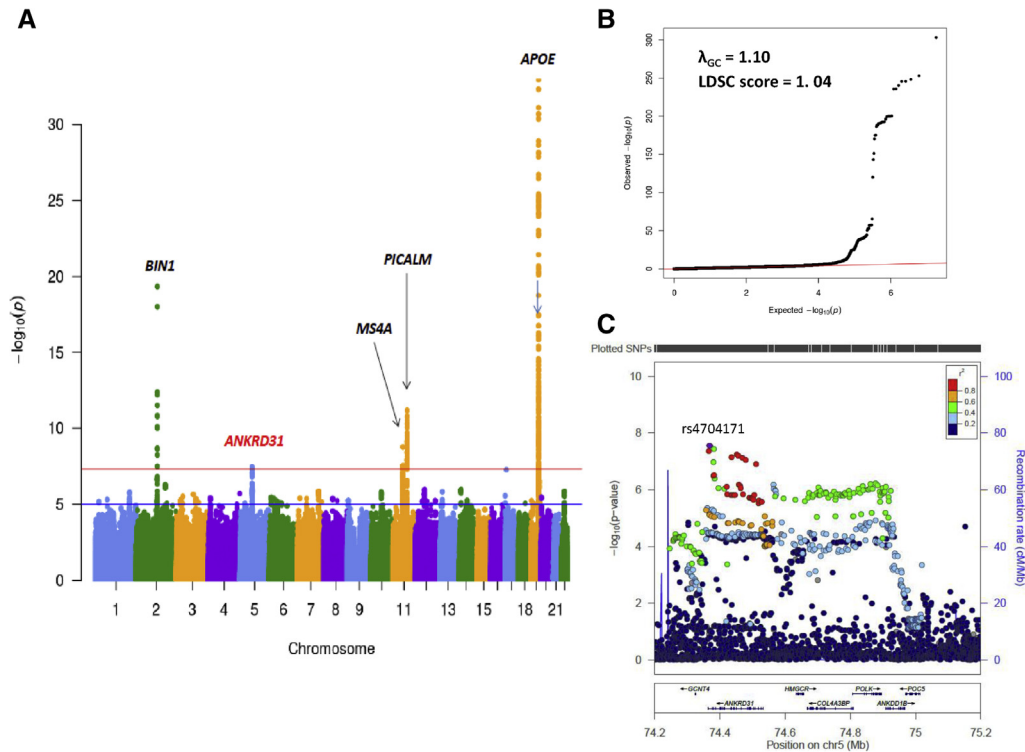 A
APOE
30
25
20
15
10
5
0
−log₁₀(p)
BIN1
PICALM
MS4A
ANKRD31
1 2 3 4 5 6 7 8 9 11 13 15 18 21
Chromosome
B
λGC = 1.10
LDSC score = 1. 04
300
250
200
150
100
50
0
Observed −log₁₀(p)
0 2 4 6
Expected −log₁₀(p)
C
Plotted SNPs
10
8
6
4
2
0
−log₁₀(p-value)
rs4704171
r²
0.8
0.6
0.4
0.2
100
80
60
40
20
0
Recombination rate (cM/Mb)
GCNT4 HMGCR POLK POC5
ANKRD31 COL4A3BP ANKDD1B
74.2 74.4 74.6 74.8 75 75.2
Position on chr5 (Mb)